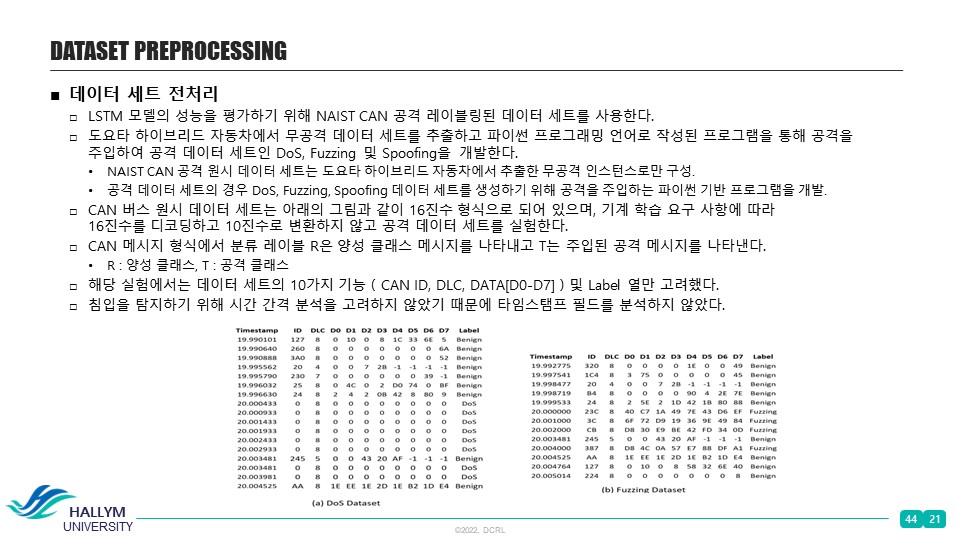 DATASET PREPROCESSING
■ 데이터 세트 전처리
□ LSTM 모델의 성능을 평가하기 위해 NAIST CAN 공격 레이블링된 데이터 세트를 사용한다.
□ 도요타 하이브리드 자동차에서 무공격 데이터 세트를 추출하고 파이썬 프로그래밍 언어로 작성된 프로그램을 통해 공격을
주입하여 공격 데이터 세트인 DoS, Fuzzing 및 Spoofing을 개발한다.
• NAIST CAN 공격 원시 데이터 세트는 도요타 하이브리드 자동차에서 추출한 무공격 인스턴스로만 구성.
• 공격 데이터 세트의 경우 DoS, Fuzzing, Spoofing 데이터 세트를 생성하기 위해 공격을 주입하는 파이썬 기반 프로그램을 개발.
□ CAN 버스 원시 데이터 세트는 아래의 그림과 같이 16진수 형식으로 되어 있으며, 기계 학습 요구 사항에 따라
16진수를 디코딩하고 10진수로 변환하지 않고 공격 데이터 세트를 실험한다.
□ CAN 메시지 형식에서 분류 레이블 R은 양성 클래스 메시지를 나타내고 T는 주입된 공격 메시지를 나타낸다.
• R : 양성 클래스, T : 공격 클래스
□ 해당 실험에서는 데이터 세트의 10가지 기능 ( CAN ID, DLC, DATA[D0-D7] ) 및 Label 열만 고려했다.
□ 침입을 탐지하기 위해 시간 간격 분석을 고려하지 않았기 때문에 타임스탬프 필드를 분석하지 않았다.
Timestamp ID DLC D0 D1 D2 D3 D4 D5 D6 D7 Label
19.990101 127 8 0 10 0 8 1C 33 6E 5 Benign
19.990640 260 8 0 0 0 0 0 0 0 6A Benign
19.990888 3A0 8 0 0 0 0 0 0 0 52 Benign
19.995562 20 4 0 0 7 2B -1 -1 -1 -1 Benign
19.995790 230 7 0 0 0 0 0 0 39 -1 Benign
19.996032 25 8 0 4C 0 2 D0 74 0 BF Benign
19.996630 24 8 2 4 2 0B 42 8 80 9 Benign
20.000433 0 8 0 0 0 0 0 0 0 0 DoS
20.000933 0 8 0 0 0 0 0 0 0 0 DoS
20.001433 0 8 0 0 0 0 0 0 0 0 DoS
20.001933 0 8 0 0 0 0 0 0 0 0 DoS
20.002433 0 8 0 0 0 0 0 0 0 0 DoS
20.002933 0 8 0 0 0 0 0 0 0 0 DoS
20.003481 245 5 0 0 43 20 AF -1 -1 -1 Benign
20.003481 0 8 0 0 0 0 0 0 0 0 DoS
20.003981 0 8 0 0 0 0 0 0 0 0 DoS
20.004525 AA 8 1E EE 1E 2D 1E B2 1D E4 Benign
(a) DoS Dataset
Timestamp ID DLC D0 D1 D2 D3 D4 D5 D6 D7 Label
19.992775 320 8 0 0 0 0 1E 0 0 49 Benign
19.997541 1C4 8 3 75 0 0 0 0 0 45 Benign
19.998477 20 4 0 0 7 2B -1 -1 -1 -1 Benign
19.998719 B4 8 0 0 0 0 90 4 2E 7E Benign
19.999533 24 8 2 5E 2 1D 42 1B 80 88 Benign
20.000000 23C 8 40 C7 1A 49 7E 43 D6 EF Fuzzing
20.001000 3C 8 6F 72 D9 19 36 9E 49 84 Fuzzing
20.002000 CB 8 D8 30 E9 BE 42 FD 34 0D Fuzzing
20.003481 245 5 0 0 43 20 AF -1 -1 -1 Benign
20.004000 387 8 D8 4C 0A 57 E7 88 DF A1 Fuzzing
20.004525 AA 8 1E EE 1E 2D 1E B2 1D E4 Benign
20.004764 127 8 0 10 0 8 58 32 6E 40 Benign
20.005014 224 8 0 0 0 0 0 0 0 8 Benign
(b) Fuzzing Dataset
HALLYM
UNIVERSITY
©2022, DCRL
44 21